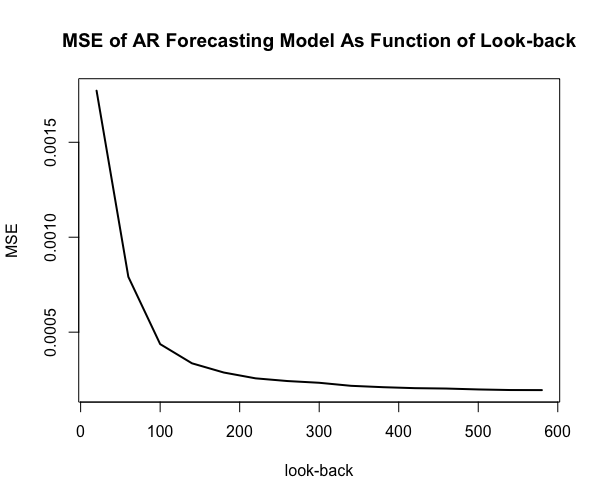 MSE of AR Forecasting Model As Function of Look-back
MSE
0.0015
0.0010
0.0005
0 100 200 300 400 500 600
look-back